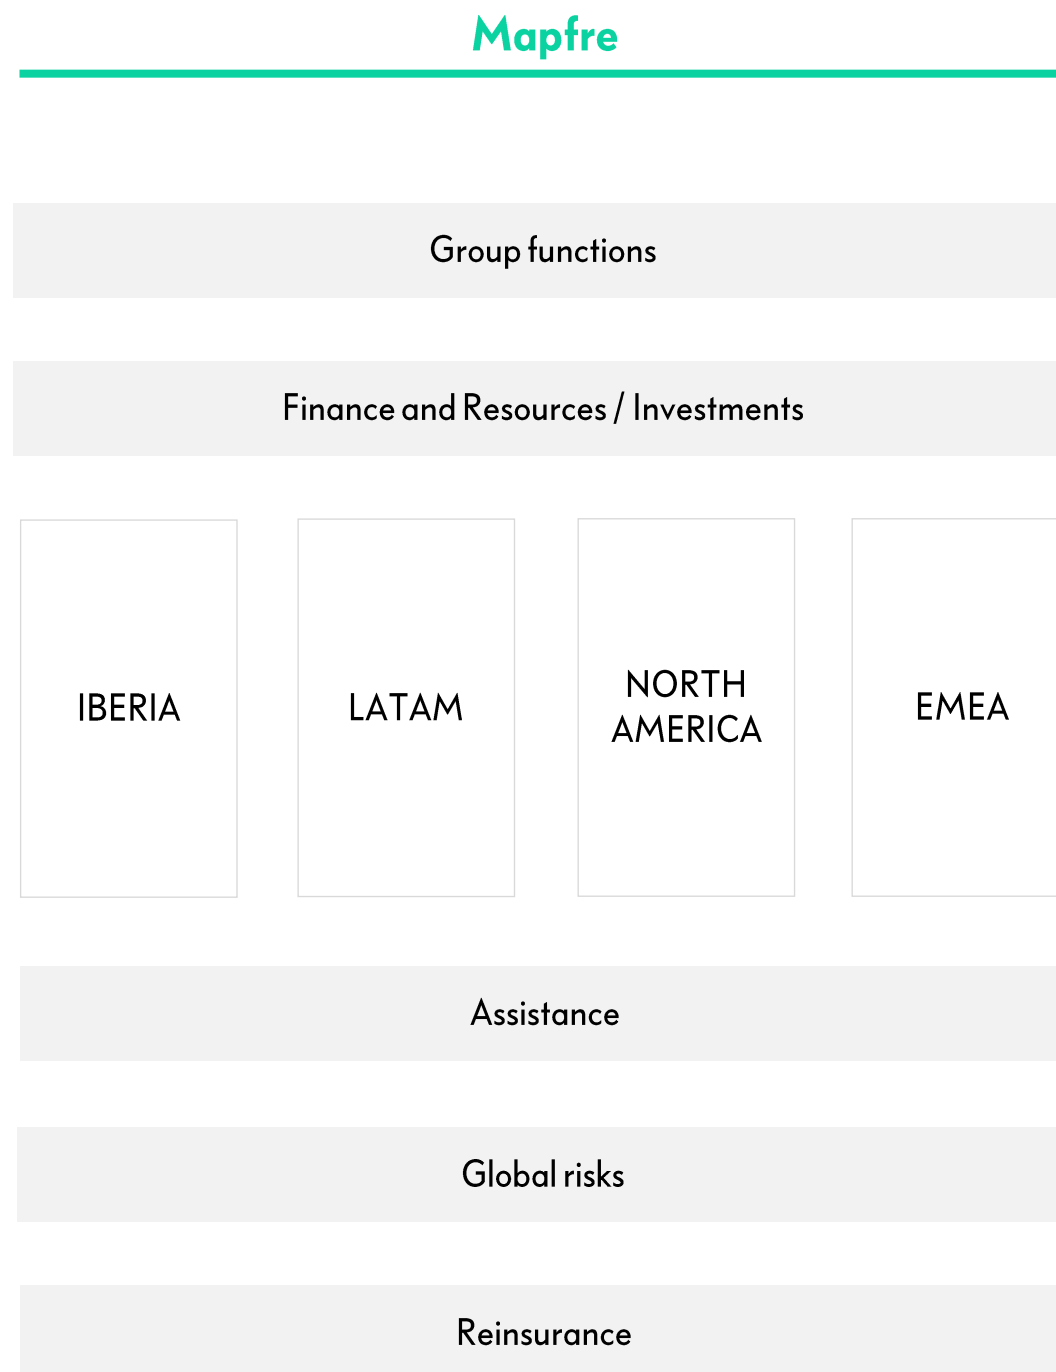 Mapfre
Group functions
Finance and Resources / Investments
IBERIA
LATAM
NORTH
AMERICA
EMEA
Assistance
Global risks
Reinsurance